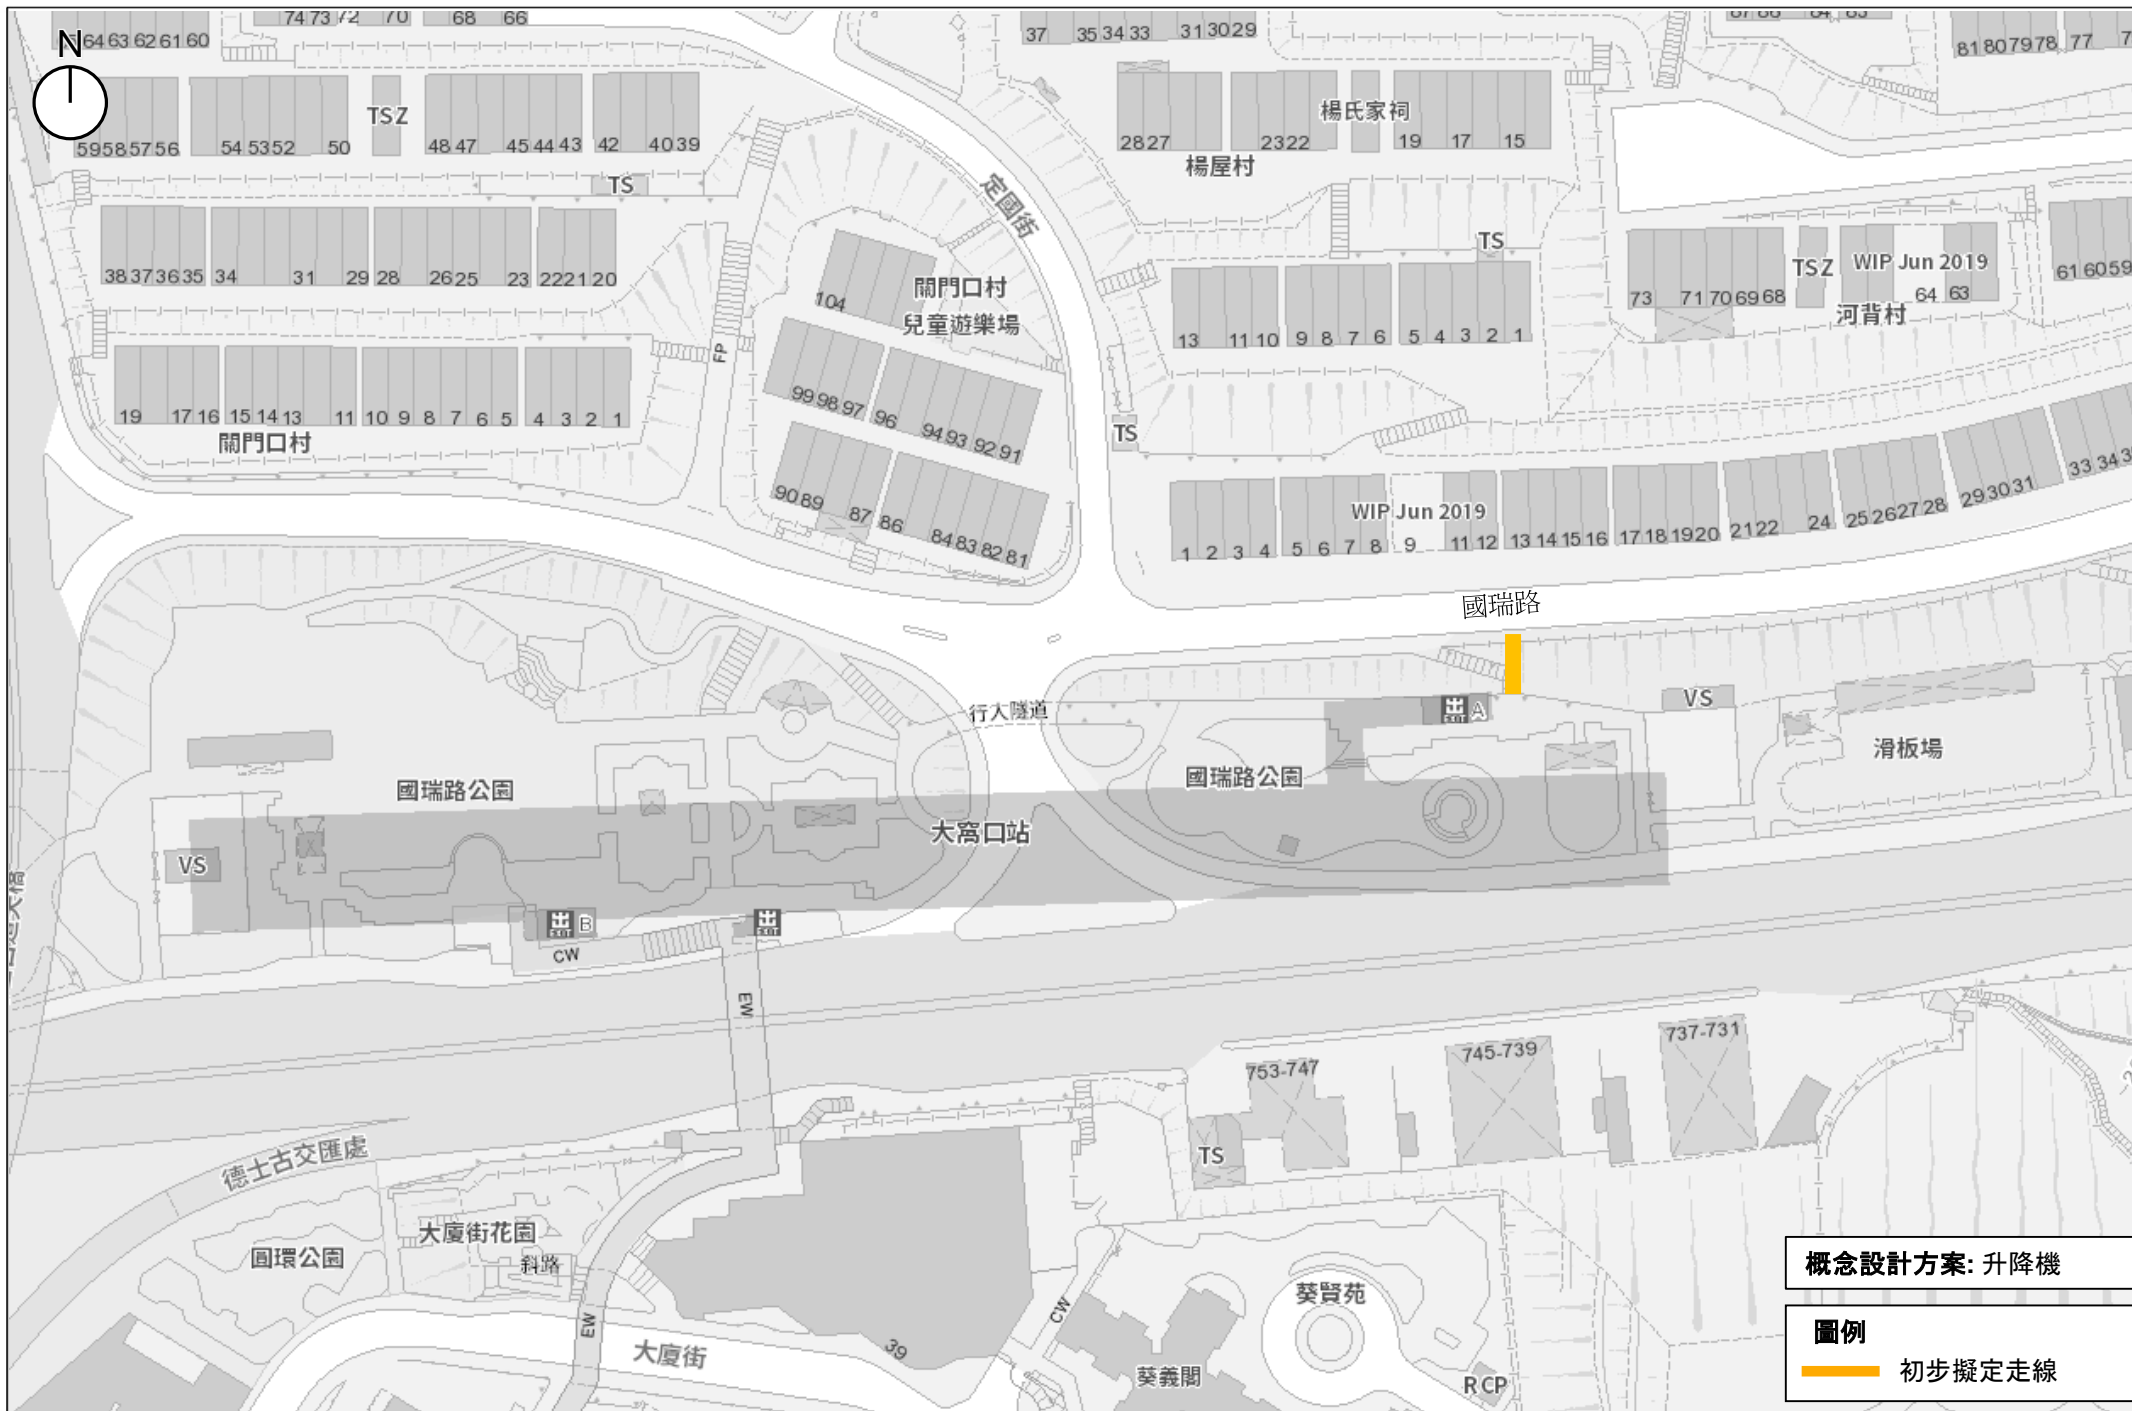 74 73 72 70 68 66
64 63 62 61 60
N
37 35 34 33 31 30 29
81 80 79 78 77
59 58 57 56 54 53 52 50
TSZ
48 47 45 44 43 42 40 39
28 27 23 22
楊氏家祠
19 17 15
楊屋村
TS
定國街
38 37 36 35 34 31 29 28 26 25 23 22 21 20
104
關門口村
兒童遊樂場
TS
TSZ
WIP Jun 2019
61 60 59
73 71 70 69 68
64 63
河背村
13 11 10 9 8 7 6 5 4 3 2 1
FP
19 17 16 15 14 13 11 10 9 8 7 6 5 4 3 2 1
關門口村
99 98 97 96 94 93 92 91
TS
90 89 87 86 84 83 82 81
WIP Jun 2019
1 2 3 4 5 6 7 8 9 11 12 13 14 15 16 17 18 19 20 21 22 24 25 26 27 28 29 30 31 33 34
國瑞路
行人隧道
出 EXIT A
VS
滑板場
國瑞路公園
國瑞路公園
大窩口站
VS
出 EXIT B
出 EXIT
CW
EW
753-747
745-739
737-731
TS
德士古交匯處
大廈街花園
圓環公園
斜路
EW
大廈街
39
CW
葵賢苑
葵義閣
RCP
概念設計方案: 升降機
圖例
初步擬定走線